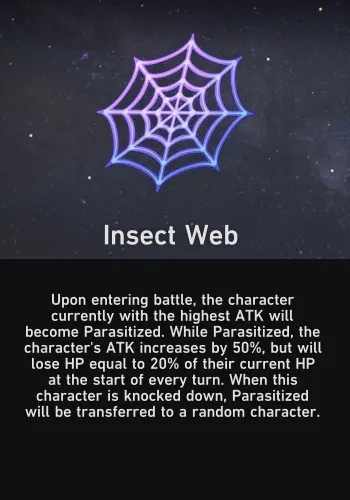 Insect Web
Upon entering battle, the character
currently with the highest ATK will
become Parasitized. While Parasitized, the
character's ATK increases by 50%, but will
lose HP equal to 20% of their current HP
at the start of every turn. When this
character is knocked down, Parasitized
will be transferred to a random character.